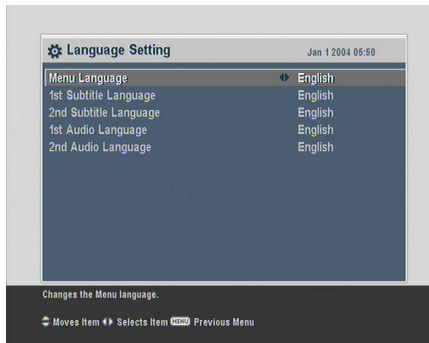 Language Setting Jan 1 2004 05:50
Menu Language English
1st Subtitle Language English
2nd Subtitle Language English
1st Audio Language English
2nd Audio Language English
Changes the Menu language.
Moves Item Selects Item MENU Previous Menu